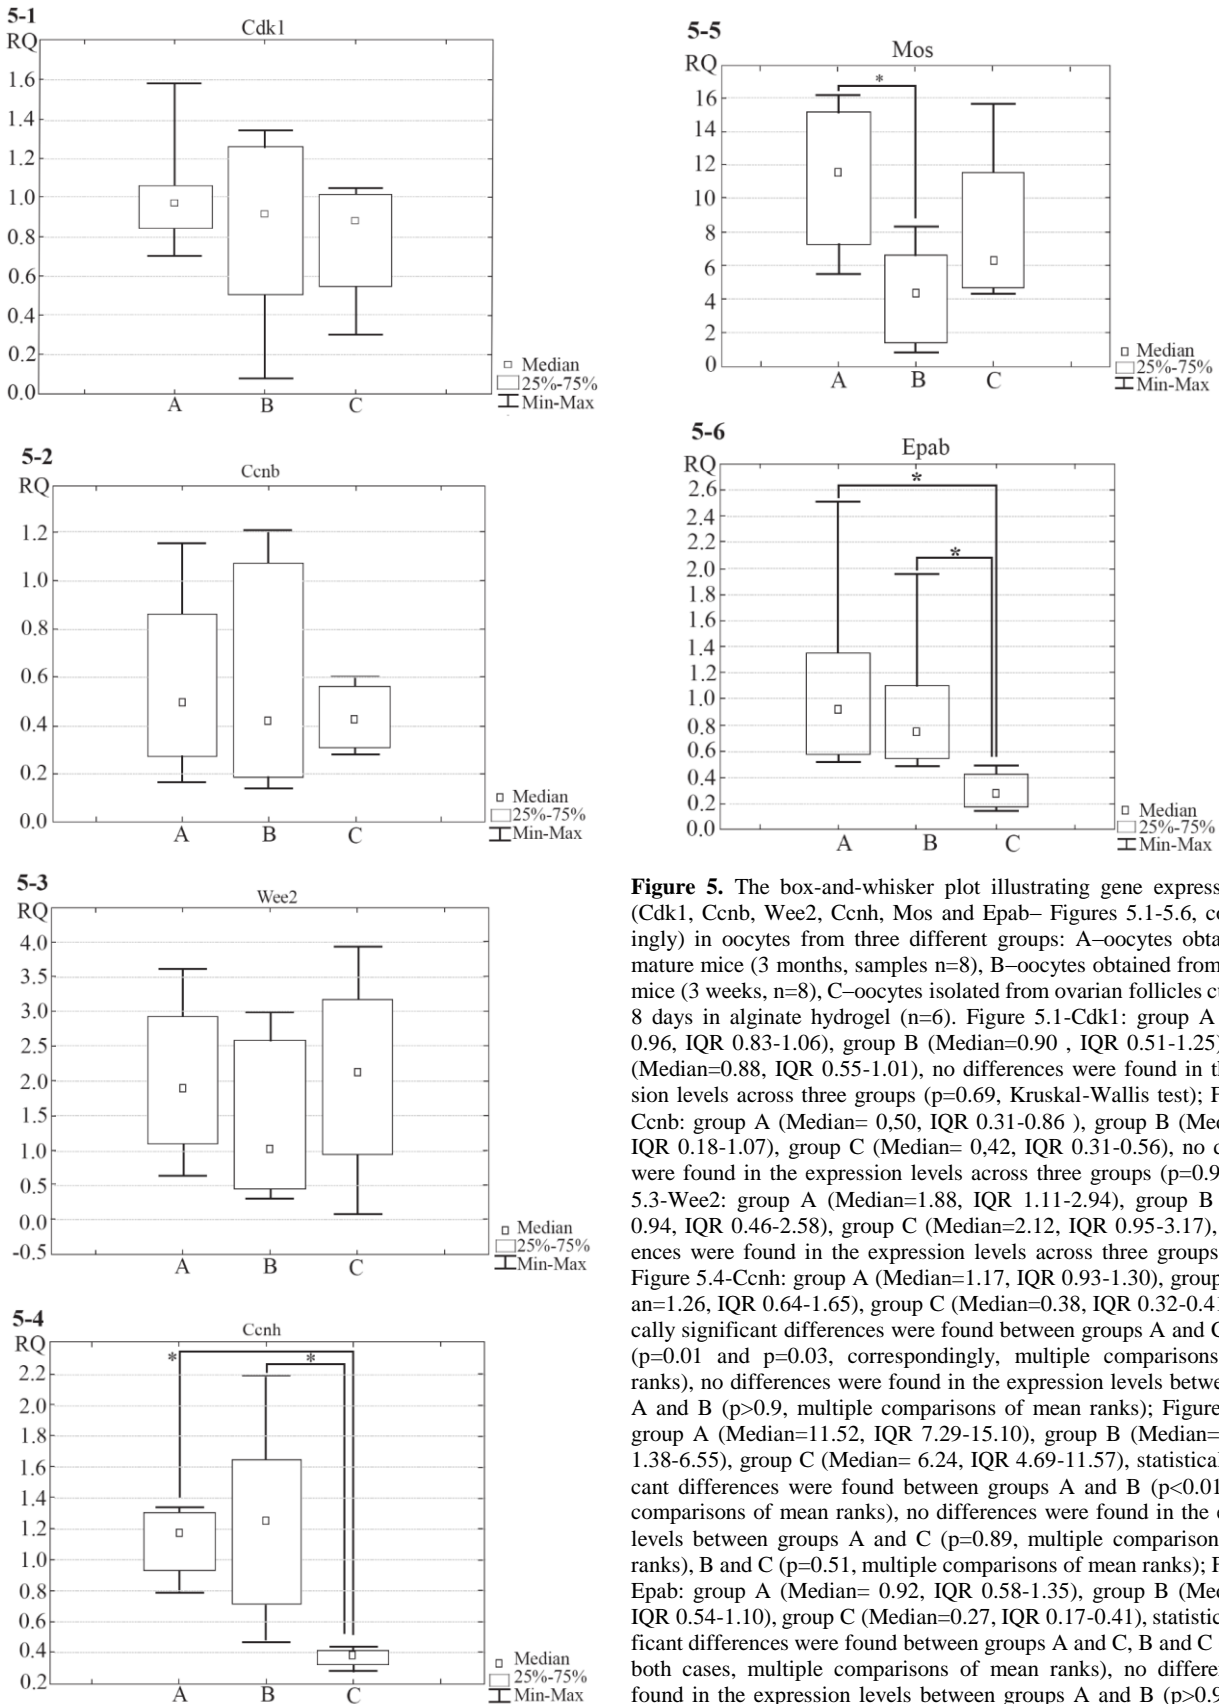 5-1
Cdk1
RQ
1.6
1.4
1.2
1.0
0.8
0.6
0.4
0.2
0.0
A B C
Median
25%-75%
Min-Max
5-2
Ccnb
RQ
1.2
1.0
0.8
0.6
0.4
0.2
0.0
A B C
Median
25%-75%
Min-Max
5-3
Wee2
RQ
4.0
3.5
3.0
2.5
2.0
1.5
1.0
0.5
0.0
-0.5
A B C
Median
25%-75%
Min-Max
5-4
Ccnh
RQ
* *
2.2
2.0
1.8
1.6
1.4
1.2
1.0
0.8
0.6
0.4
0.2
A B C
Median
25%-75%
Min-Max
5-5
Mos
RQ
*
16
14
12
10
8
6
4
2
0
A B C
Median
25%-75%
Min-Max
5-6
Epab
RQ
*
*
2.6
2.4
2.2
2.0
1.8
1.6
1.4
1.2
1.0
0.8
0.6
0.4
0.2
0.0
A B C
Median
25%-75%
Min-Max
Figure 5. The box-and-whisker plot illustrating gene express
(Cdk1, Ccnb, Wee2, Ccnh, Mos and Epab– Figures 5.1-5.6, co
ingly) in oocytes from three different groups: A–oocytes obta
mature mice (3 months, samples n=8), B–oocytes obtained from
mice (3 weeks, n=8), C–oocytes isolated from ovarian follicles c
8 days in alginate hydrogel (n=6). Figure 5.1-Cdk1: group A
0.96, IQR 0.83-1.06), group B (Median=0.90 , IQR 0.51-1.25)
(Median=0.88, IQR 0.55-1.01), no differences were found in th
sion levels across three groups (p=0.69, Kruskal-Wallis test); F
Ccnb: group A (Median= 0,50, IQR 0.31-0.86 ), group B (Med
IQR 0.18-1.07), group C (Median= 0,42, IQR 0.31-0.56), no d
were found in the expression levels across three groups (p=0.9
5.3-Wee2: group A (Median=1.88, IQR 1.11-2.94), group B
0.94, IQR 0.46-2.58), group C (Median=2.12, IQR 0.95-3.17),
ences were found in the expression levels across three groups
Figure 5.4-Ccnh: group A (Median=1.17, IQR 0.93-1.30), group
an=1.26, IQR 0.64-1.65), group C (Median=0.38, IQR 0.32-0.41
cally significant differences were found between groups A and C
(p=0.01 and p=0.03, correspondingly, multiple comparisons
ranks), no differences were found in the expression levels betwe
A and B (p>0.9, multiple comparisons of mean ranks); Figure
group A (Median=11.52, IQR 7.29-15.10), group B (Median=
1.38-6.55), group C (Median= 6.24, IQR 4.69-11.57), statistical
cant differences were found between groups A and B (p<0.01
comparisons of mean ranks), no differences were found in the
levels between groups A and C (p=0.89, multiple comparison
ranks), B and C (p=0.51, multiple comparisons of mean ranks); F
Epab: group A (Median= 0.92, IQR 0.58-1.35), group B (Med
IQR 0.54-1.10), group C (Median=0.27, IQR 0.17-0.41), statistic
ficant differences were found between groups A and C, B and C
both cases, multiple comparisons of mean ranks), no differen
found in the expression levels between groups A and B (p>0.9